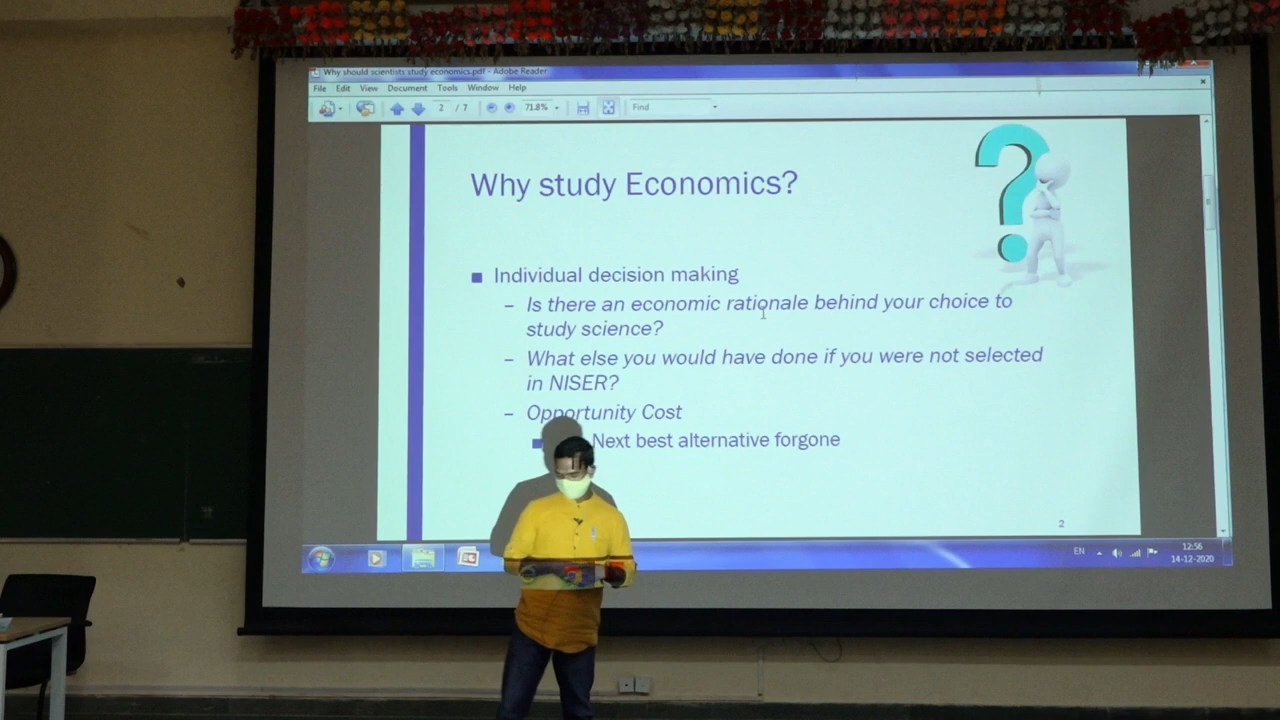 Why should scientists study economics.pdf - Adobe Reader
File Edit View Document Tools Window Help
2 / 7 71.8% Find
Why study Economics?
Individual decision making
– Is there an economic rationale behind your choice to
study science?
– What else you would have done if you were not selected
in NISER?
– Opportunity Cost
Next best alternative forgone
2
EN
12:56
14-12-2020